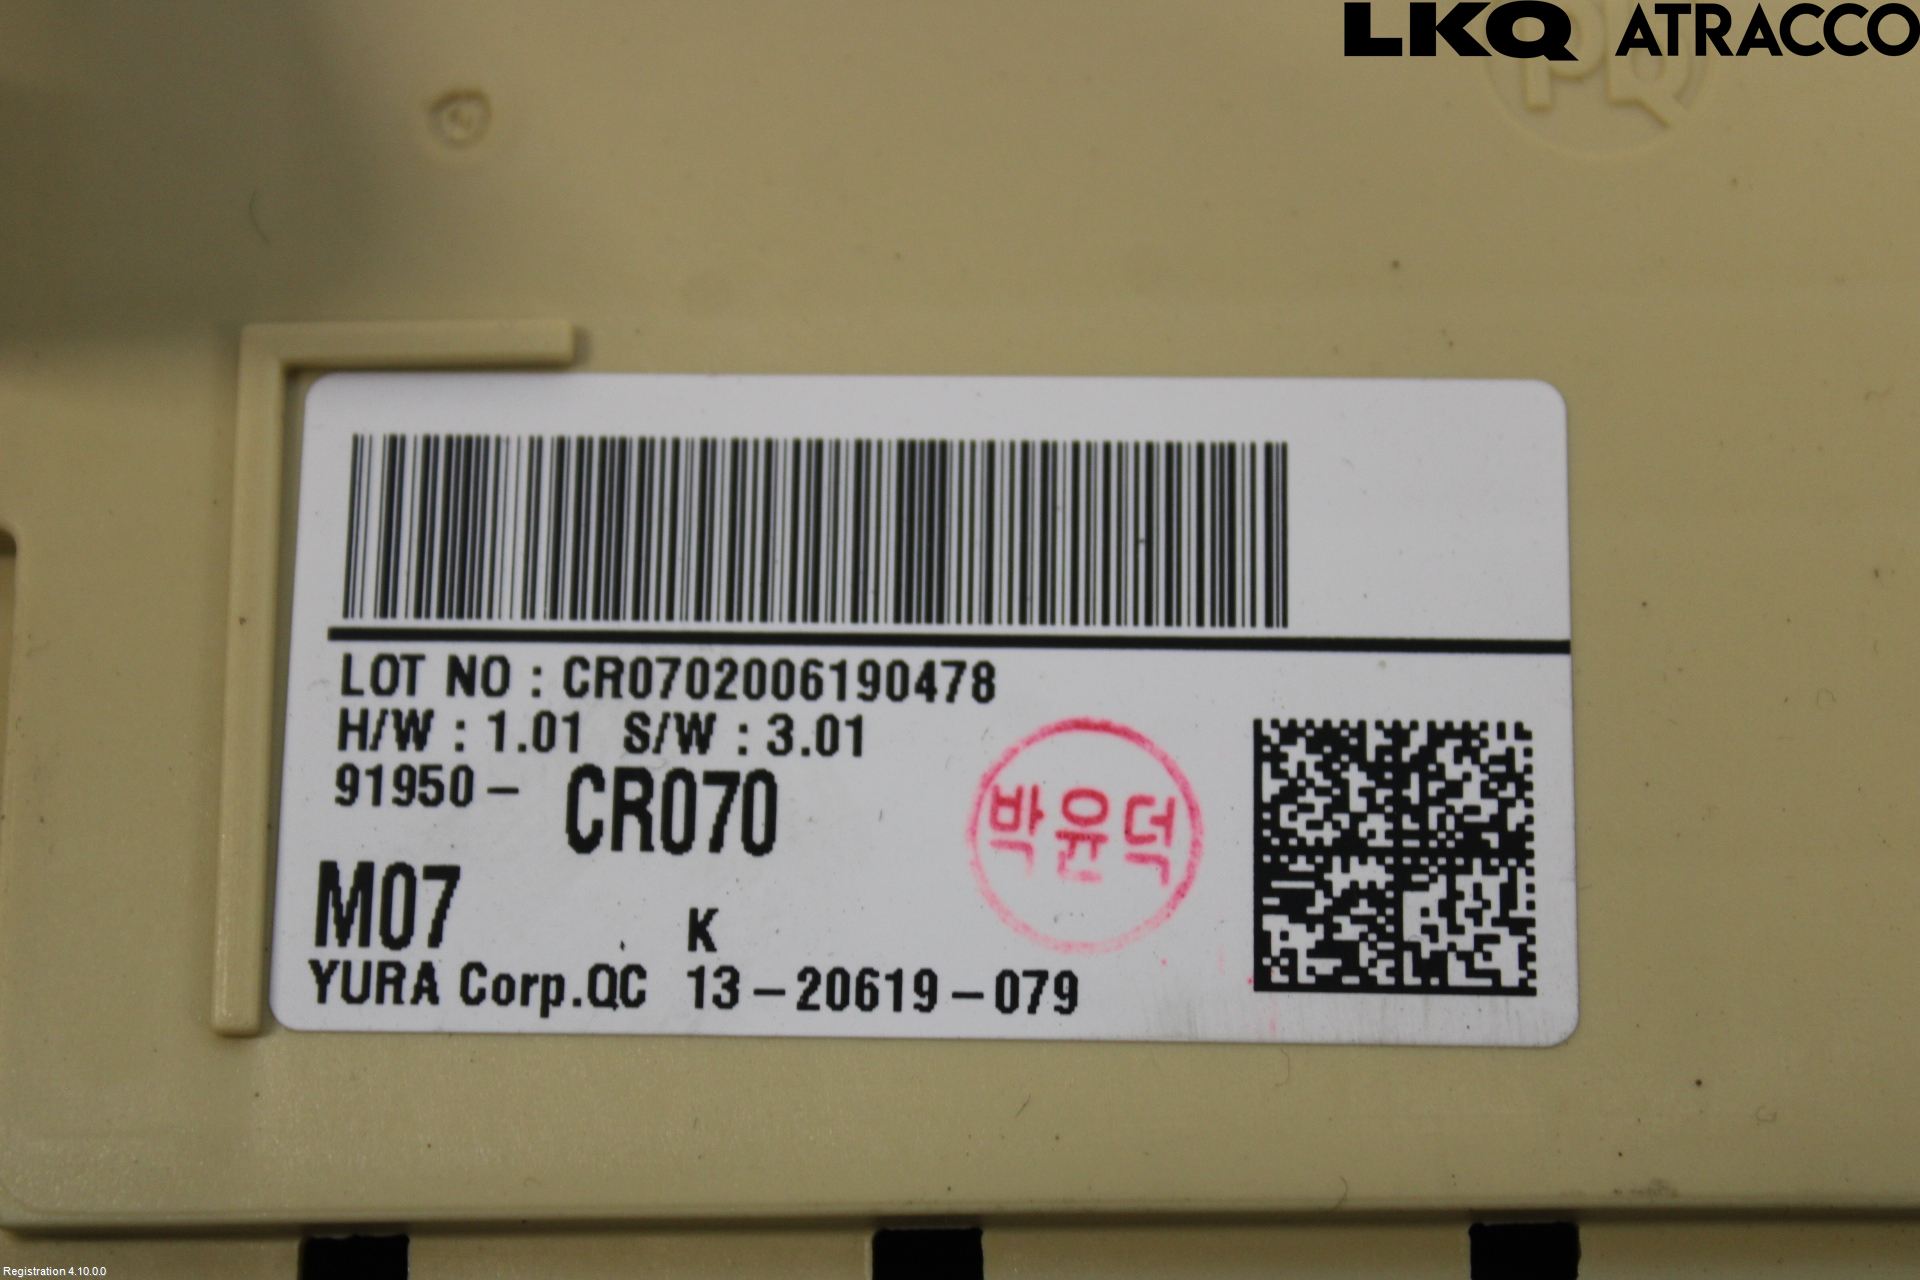 LKQ ATRACCO
PQ
LOT NO : CR0702006190478
H/W : 1.01 S/W : 3.01
91950- CR070
박윤덕
M07
K
YURA Corp.QC 13-20619-079
Registration 4.10.0.0